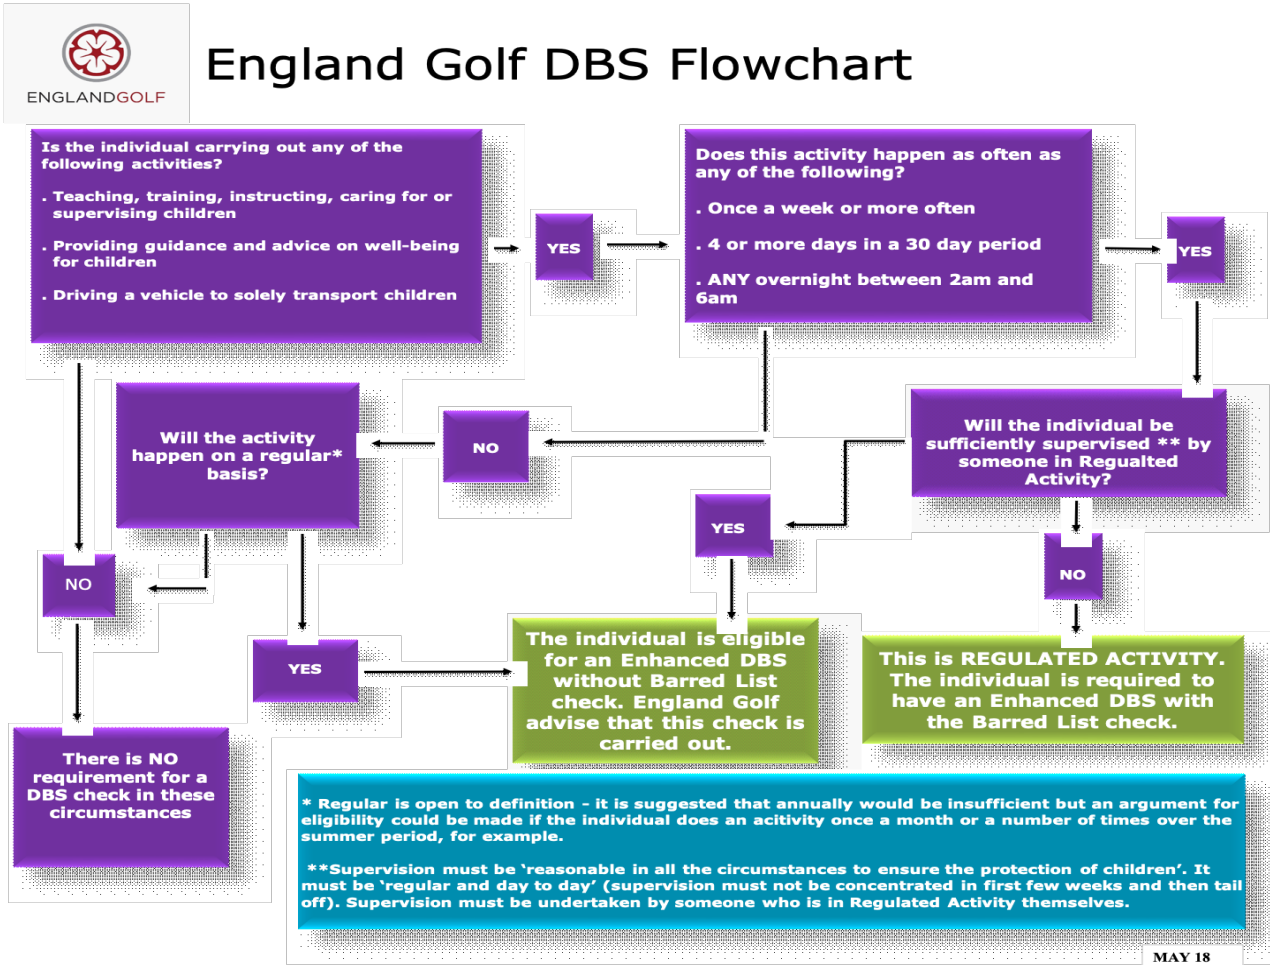 ENGLANDGOLF
England Golf DBS Flowchart
Is the individual carrying out any of the
following activities?
. Teaching, training, instructing, caring for or
supervising children
. Providing guidance and advice on well-being
for children
. Driving a vehicle to solely transport children
YES
Does this activity happen as often as
any of the following?
. Once a week or more often
. 4 or more days in a 30 day period
. ANY overnight between 2am and
6am
YES
Will the activity
happen on a regular*
basis?
NO
Will the individual be
sufficiently supervised ** by
someone in Regualted
Activity?
YES
NO
NO
YES
The individual is eligible
for an Enhanced DBS
without Barred List
check. England Golf
advise that this check is
carried out.
This is REGULATED ACTIVITY.
The individual is required to
have an Enhanced DBS with
the Barred List check.
There is NO
requirement for a
DBS check in these
circumstances
* Regular is open to definition - it is suggested that annually would be insufficient but an argument for
eligibility could be made if the individual does an acitivity once a month or a number of times over the
summer period, for example.
**Supervision must be ‘reasonable in all the circumstances to ensure the protection of children’. It
must be ‘regular and day to day’ (supervision must not be concentrated in first few weeks and then tail
off). Supervision must be undertaken by someone who is in Regulated Activity themselves.
MAY 18